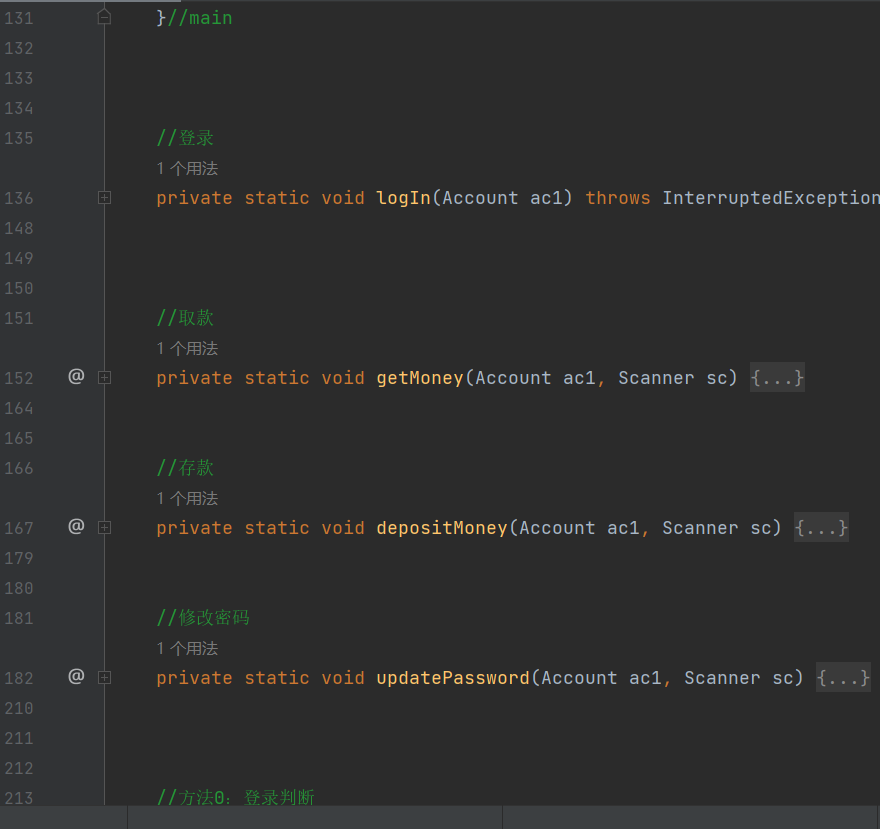 131 }//main
132
133
134
135 //登录
1 个用法
136 private static void logIn(Account ac1) throws InterruptedException
148
149
150
151 //取款
1 个用法
152 @ private static void getMoney(Account ac1, Scanner sc) {...}
164
165
166 //存款
1 个用法
167 @ private static void depositMoney(Account ac1, Scanner sc) {...}
179
180
181 //修改密码
1 个用法
182 @ private static void updatePassword(Account ac1, Scanner sc) {...}
210
211
212
213 //方法0: 登录判断